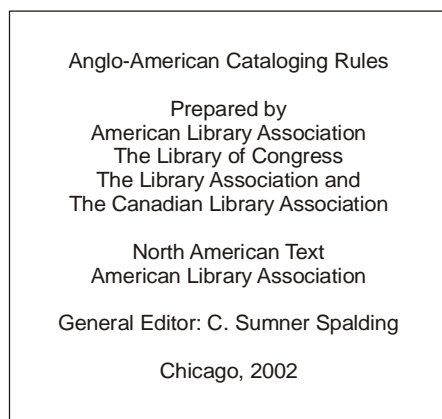 Anglo-American Cataloging Rules
Prepared by
American Library Association
The Library of Congress
The Library Association and
The Canadian Library Association
North American Text
American Library Association
General Editor: C. Sumner Spalding
Chicago, 2002